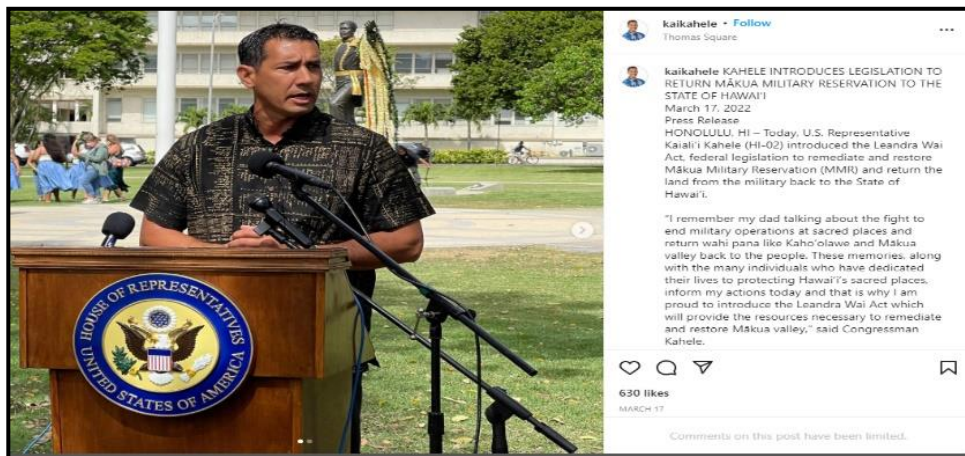 HOUSE OF REPRESENTATIVES
UNITED STATES OF AMERICA
kaikahele • Follow
Thomas Square
kaikahele KAHELE INTRODUCES LEGISLATION TO
RETURN MĀKUA MILITARY RESERVATION TO THE
STATE OF HAWAI'I
March 17, 2022
Press Release
HONOLULU, HI – Today, U.S. Representative
Kaiali'i Kahele (HI-02) introduced the Leandra Wai
Act, federal legislation to remediate and restore
Mākua Military Reservation (MMR) and return the
land from the military back to the State of
Hawai'i.
"I remember my dad talking about the fight to
end military operations at sacred places and
return wahi pana like Kaho'olawe and Mākua
valley back to the people. These memories, along
with the many individuals who have dedicated
their lives to protecting Hawai'i's sacred places,
inform my actions today and that is why I am
proud to introduce the Leandra Wai Act which
will provide the resources necessary to remediate
and restore Mākua valley," said Congressman
Kahele.
630 likes
MARCH 17
Comments on this post have been limited.